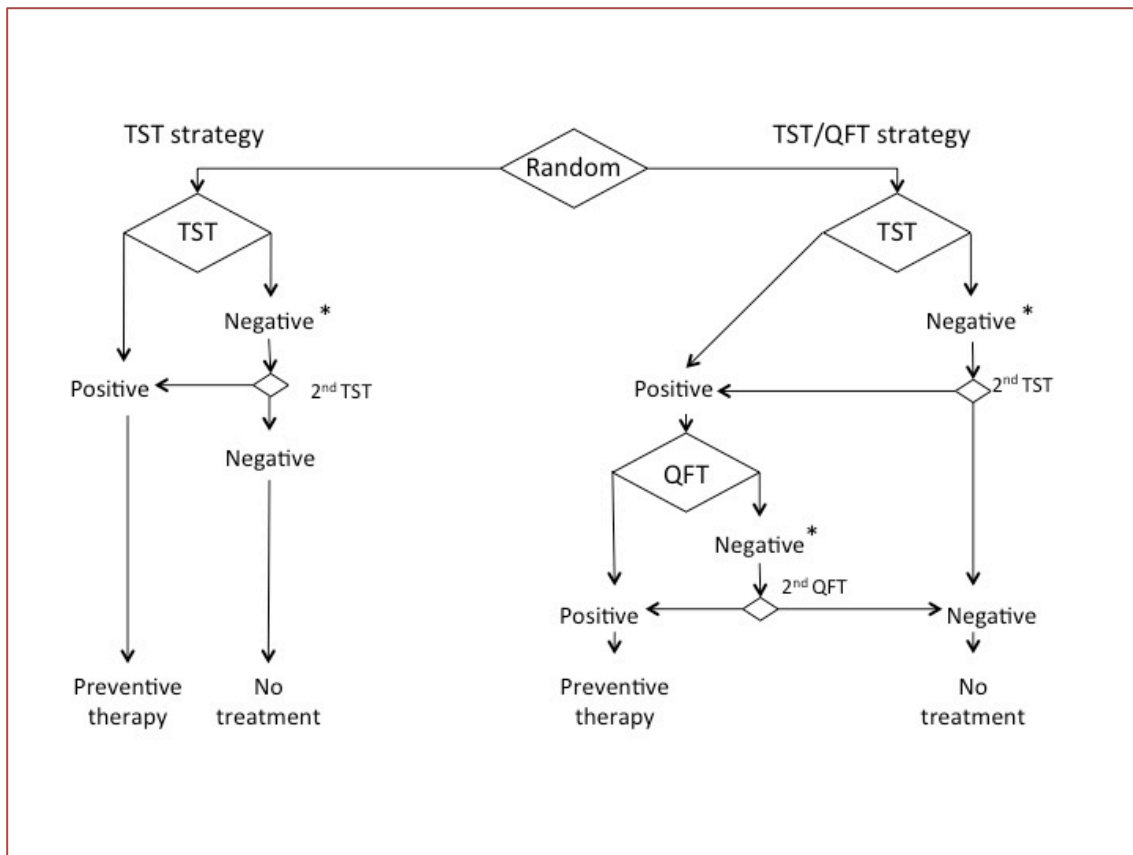 TST strategy
TST/QFT strategy
Random
TST
TST
Negative *
Negative *
Positive
2nd TST
Positive
2nd TST
Negative
QFT
Negative*
2nd QFT
Positive
Negative
Preventive
therapy
No
treatment
Preventive
therapy
No
treatment